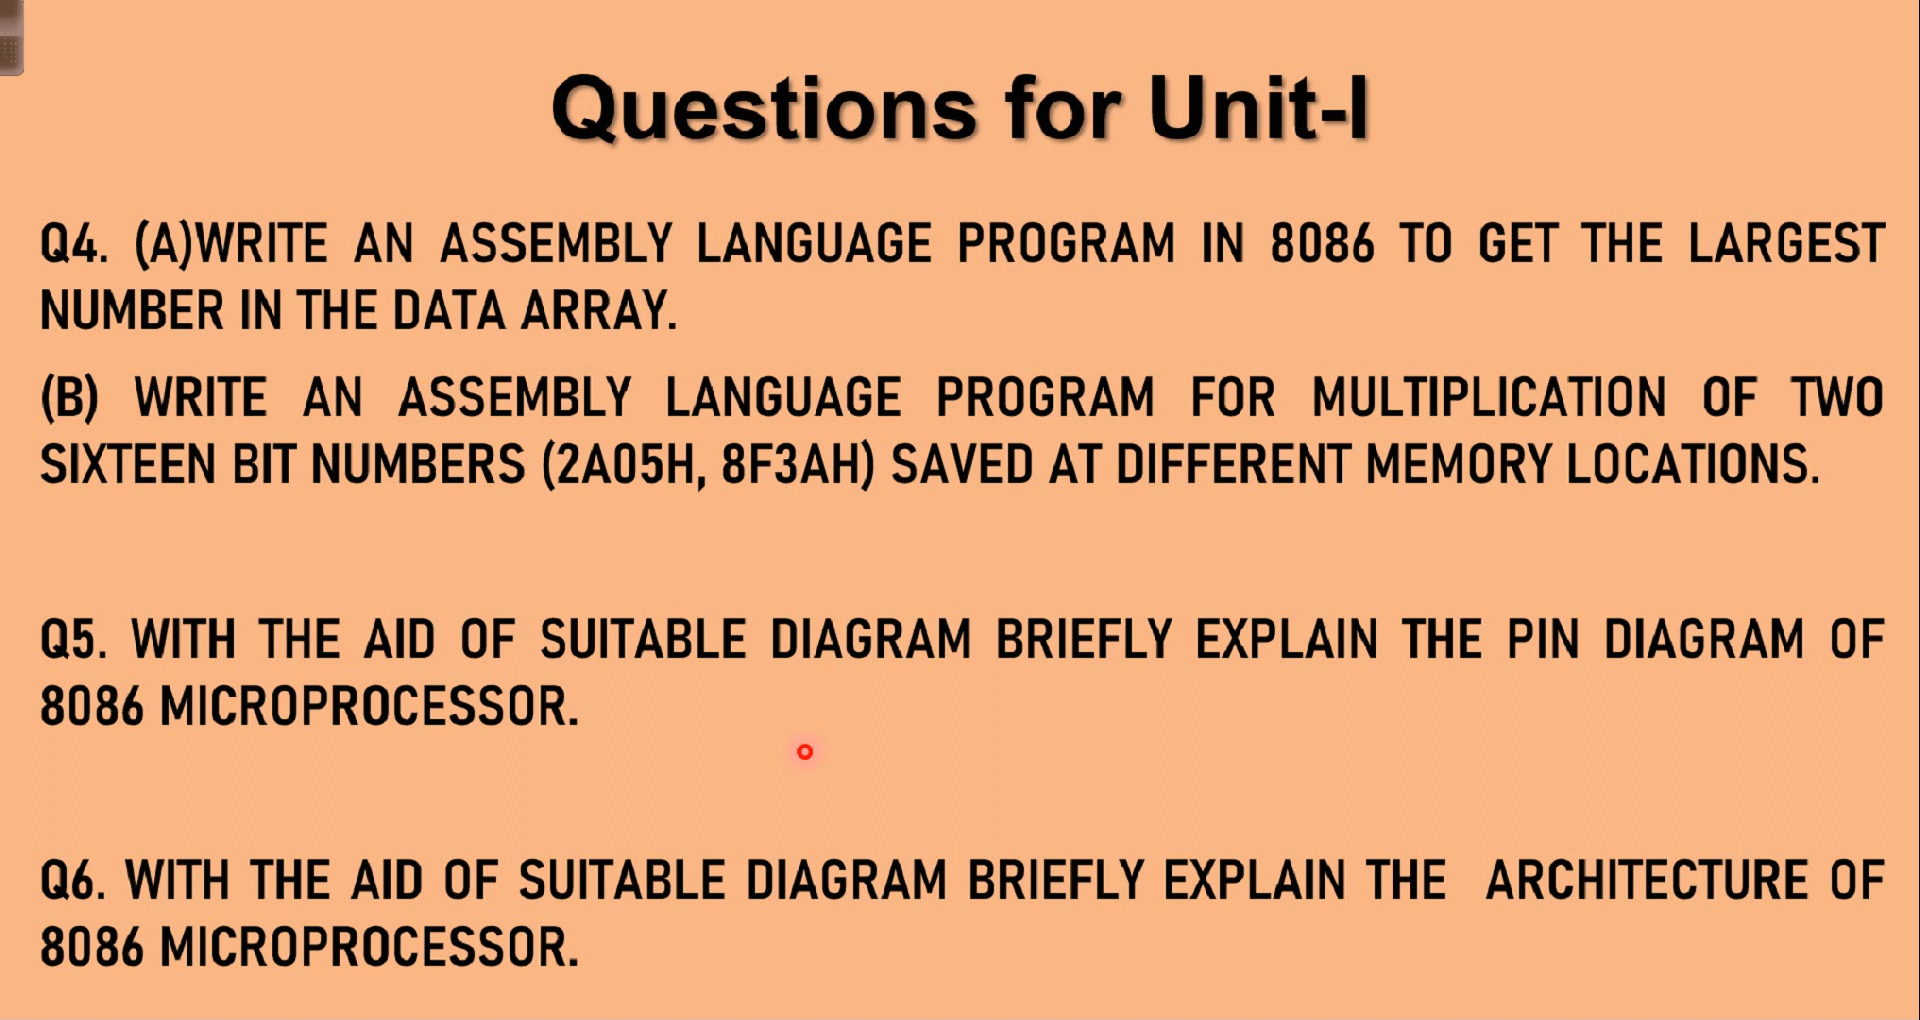 Questions for Unit-I
Q4. (A)WRITE AN ASSEMBLY LANGUAGE PROGRAM IN 8086 TO GET THE LARGEST
NUMBER IN THE DATA ARRAY.
(B) WRITE AN ASSEMBLY LANGUAGE PROGRAM FOR MULTIPLICATION OF TWO
SIXTEEN BIT NUMBERS (2A05H, 8F3AH) SAVED AT DIFFERENT MEMORY LOCATIONS.
Q5. WITH THE AID OF SUITABLE DIAGRAM BRIEFLY EXPLAIN THE PIN DIAGRAM OF
8086 MICROPROCESSOR.
Q6. WITH THE AID OF SUITABLE DIAGRAM BRIEFLY EXPLAIN THE ARCHITECTURE OF
8086 MICROPROCESSOR.